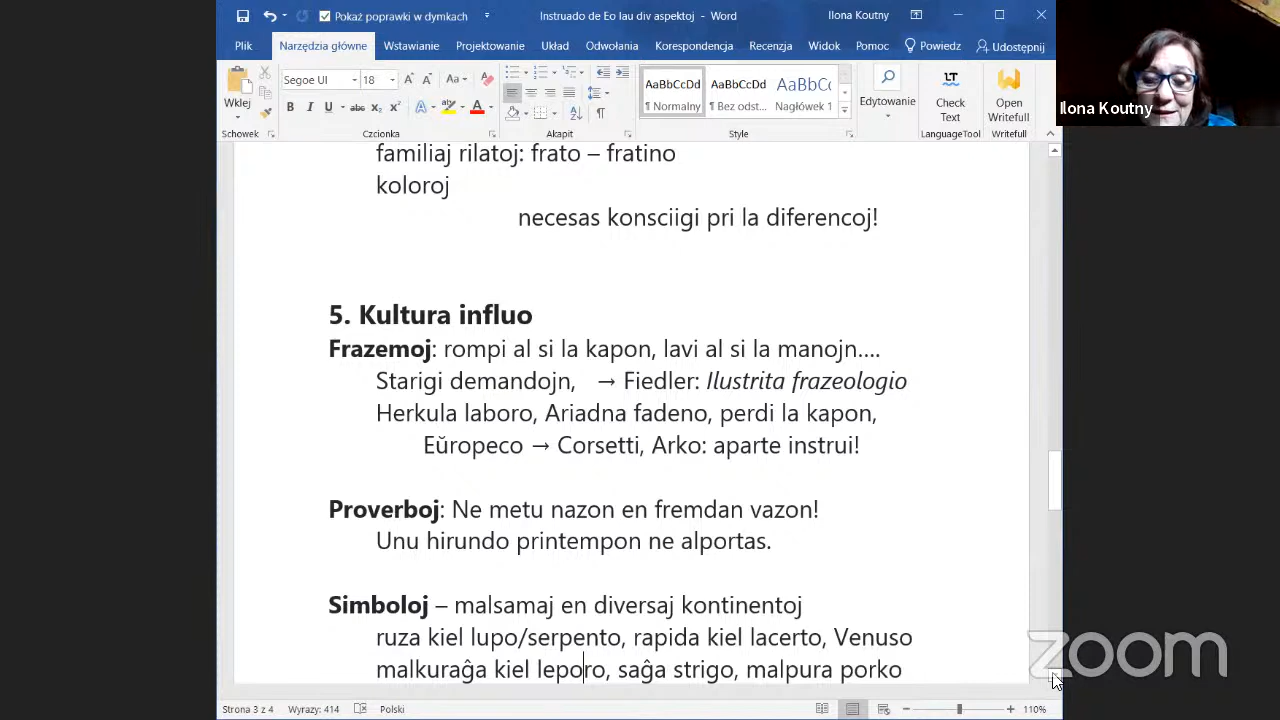 Pokaż poprawki w dymkach
Instruado de Eo lau div aspektoj - Word
Ilona Koutny
Plik
Narzędzia główne
Wstawianie
Projektowanie
Układ
Odwołania
Korespondencja
Recenzja
Widok
Pomoc
Powiedz
Udostępnij
Wklej
Segoe UI
18
AaBbCcDd
AaBbCcDd
AaBbCc
¶ Normalny
¶ Bez odst...
Nagłówek 1
Edytowanie
Check Text
Open Writefull
Schowek
Czcionka
Akapit
Style
LanguageTool
Writefull
Ilona Koutny
familiaj rilatoj: frato – fratino
koloroj
necesas konsciigi pri la diferencoj!
5. Kultura influo
Frazemoj: rompi al si la kapon, lavi al si la manojn....
Starigi demandojn, → Fiedler: Ilustrita frazeologio
Herkula laboro, Ariadna fadeno, perdi la kapon,
Eŭropeco → Corsetti, Arko: aparte instrui!
Proverboj: Ne metu nazon en fremdan vazon!
Unu hirundo printempon ne alportas.
Simboloj – malsamaj en diversaj kontinentoj
ruza kiel lupo/serpento, rapida kiel lacerto, Venuso
malkuraĝa kiel leporo, saĝa strigo, malpura porko
zoom
Strona 3 z 4
Wyrazy: 414
Polski
110%